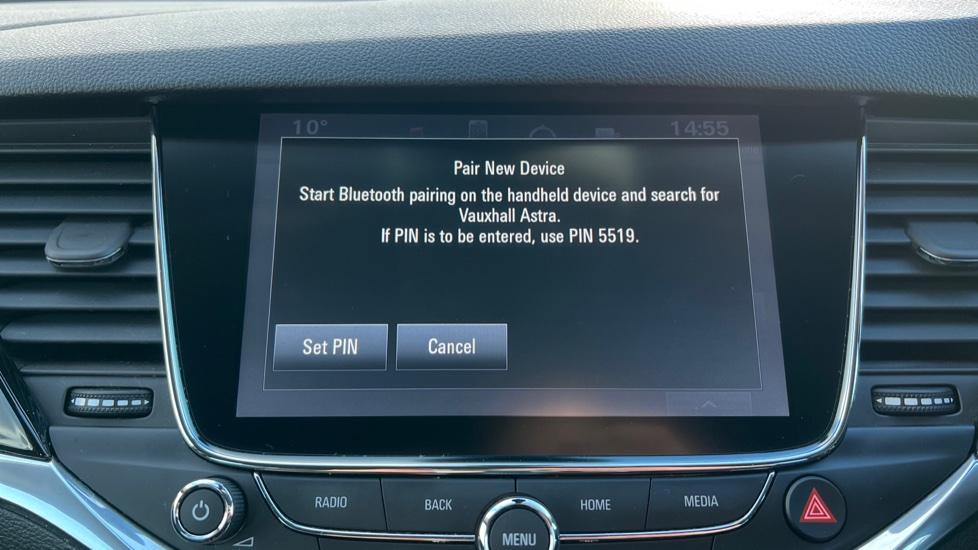 10° 14:55
Pair New Device
Start Bluetooth pairing on the handheld device and search for
Vauxhall Astra.
If PIN is to be entered, use PIN 5519.
Set PIN Cancel
RADIO BACK HOME MEDIA
MENU